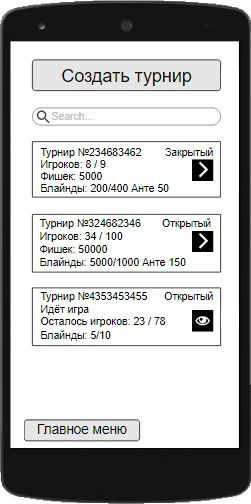 Создать турнир
Search...
Турнир №234683462 Закрытый
Игроков: 8 / 9
Фишек: 5000
Блайнды: 200/400 Анте 50
Турнир №324682346 Открытый
Игроков: 34 / 100
Фишек: 50000
Блайнды: 5000/1000 Анте 150
Турнир №4353453455 Открытый
Идёт игра
Осталось игроков: 23 / 78
Блайнды: 5/10
Главное меню